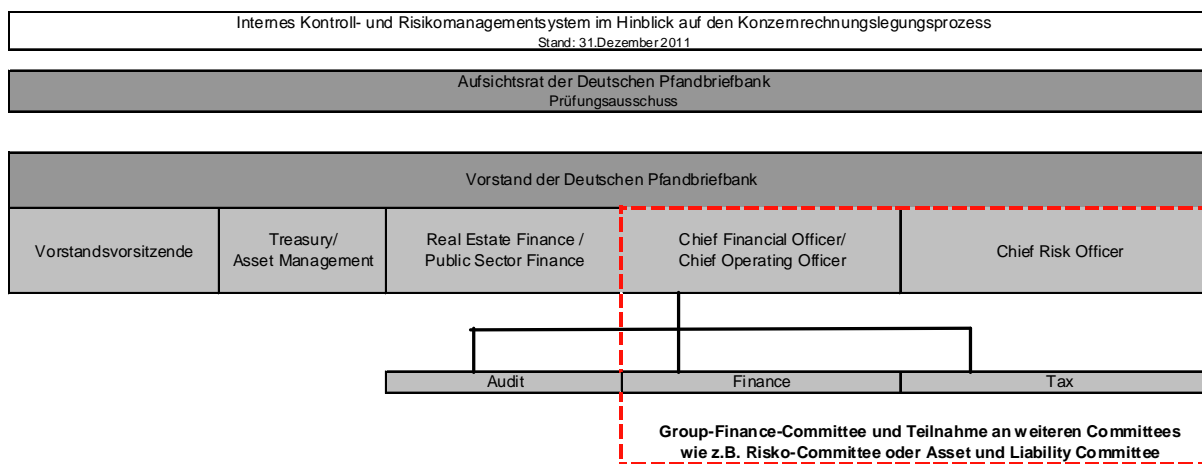 Internes Kontroll- und Risikomanagementsystem im Hinblick auf den Konzernrechnungslegungsprozess
Stand: 31.Dezember 2011
Aufsichtsrat der Deutschen Pfandbriefbank
Prüfungsausschuss
Vorstand der Deutschen Pfandbriefbank
Vorstandsvorsitzende
Treasury/
Asset Management
Real Estate Finance /
Public Sector Finance
Chief Financial Officer/
Chief Operating Officer
Chief Risk Officer
Audit
Finance
Tax
Group-Finance-Committee und Teilnahme an weiteren Committees
wie z.B. Risko-Committee oder Asset und Liability Committee